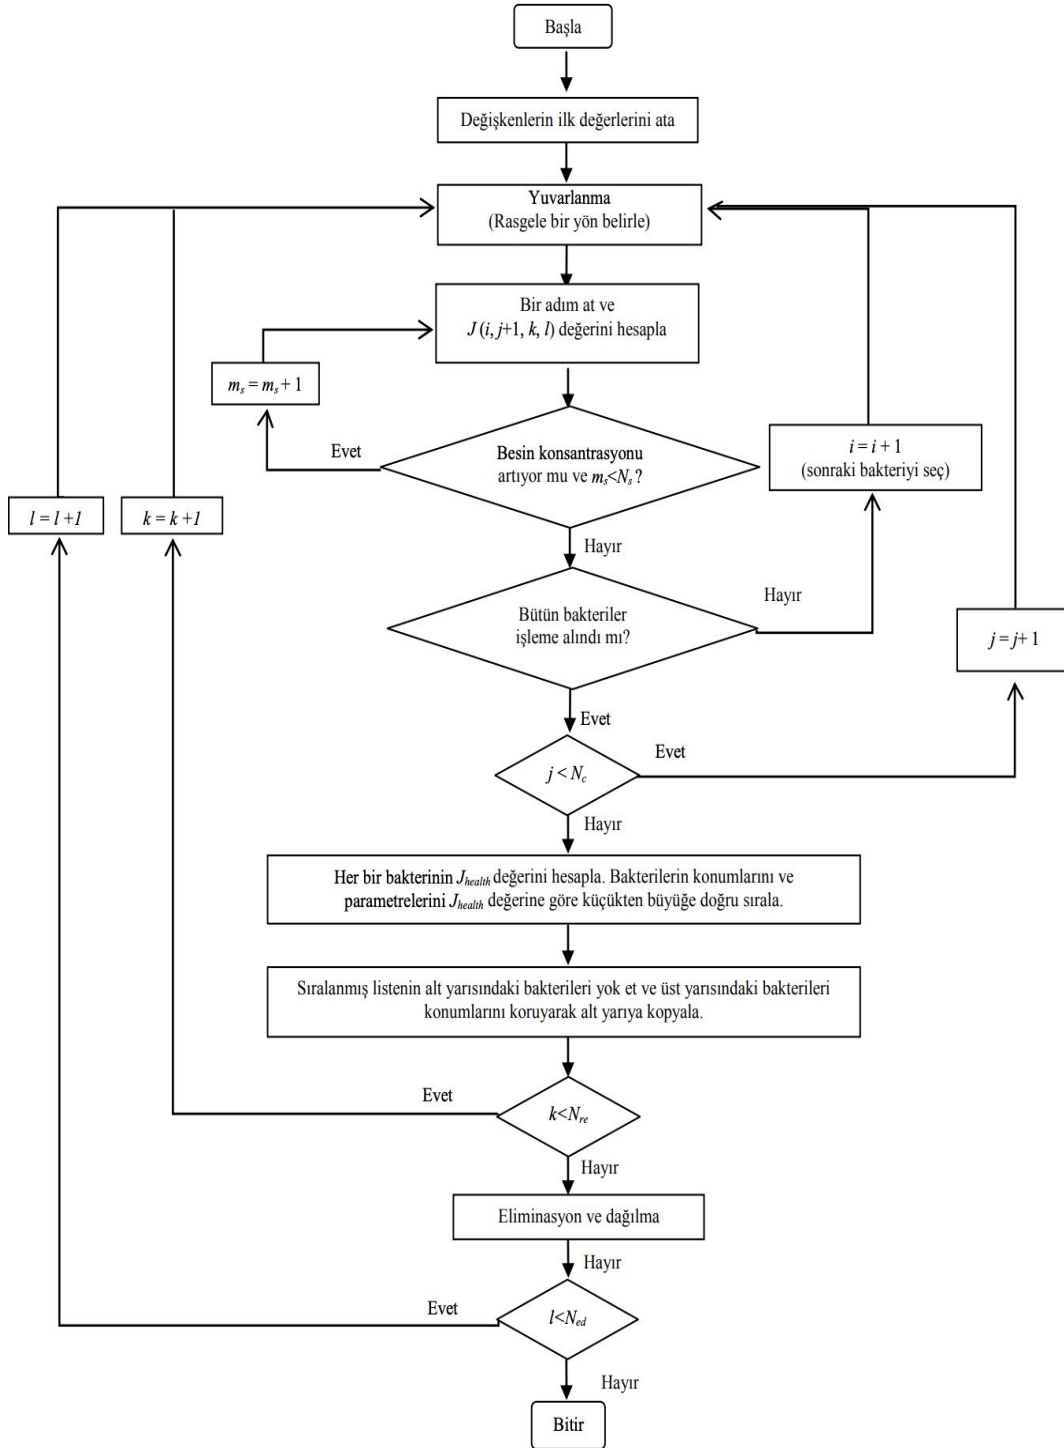 Başla
Değişkenlerin ilk değerlerini ata
Yuvarlanma
(Rasgele bir yön belirle)
Bir adım at ve
J (i, j+1, k, l) değerini hesapla
mₛ = mₛ + 1
Evet
Besin konsantrasyonu
artıyor mu ve mₛ<Nₛ ?
i = i + 1
(sonraki bakteriyi seç)
l = l +1
k = k +1
Hayır
Hayır
Bütün bakteriler
işleme alındı mı?
j = j+ 1
Evet
Evet
j < N_c
Hayır
Her bir bakterinin J_health değerini hesapla. Bakterilerin konumlarını ve
parametrelerini J_health değerine göre küçükten büyüğe doğru sırala.
Sıralanmış listenin alt yarısındaki bakterileri yok et ve üst yarısındaki bakterileri
konumlarını koruyarak alt yarıya kopyala.
Evet
k<N_re
Hayır
Eliminasyon ve dağılma
Hayır
Evet
l<N_ed
Hayır
Bitir